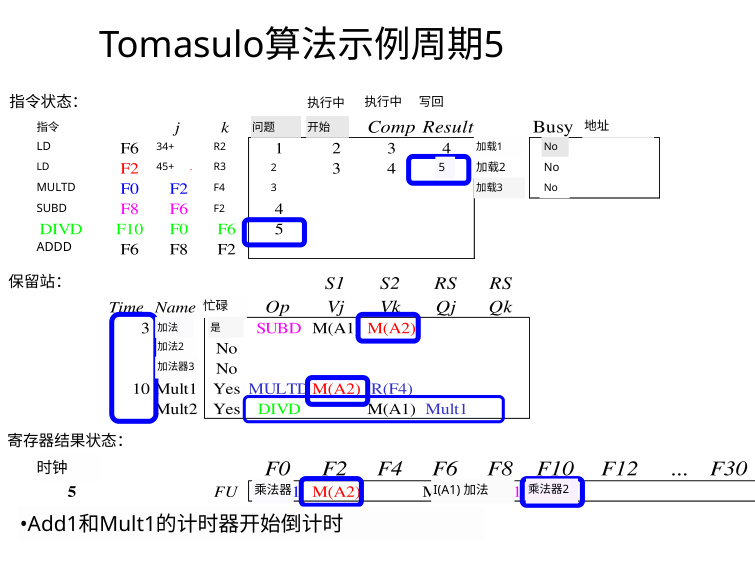 Tomasulo算法示例周期5
指令状态： 执行中 执行中 写回
指令 j k 问题 开始 Comp Result Busy 地址
LD F6 34+ R2 1 2 3 4 加载1 No
LD F2 45+ R3 2 3 4 5 加载2 No
MULTD F0 F2 F4 3 加载3 No
SUBD F8 F6 F2 4
DIVD F10 F0 F6 5
ADDD F6 F8 F2
保留站： S1 S2 RS RS
Time Name 忙碌 Op Vj Vk Qj Qk
3 加法 是 SUBD M(A1 M(A2)
加法2 No
加法器3 No
10 Mult1 Yes MULTD M(A2) R(F4)
Mult2 Yes DIVD M(A1) Mult1
寄存器结果状态：
时钟 F0 F2 F4 F6 F8 F10 F12 ... F30
5 FU 乘法器1 M(A2) I(A1) 加法 乘法器2
•Add1和Mult1的计时器开始倒计时